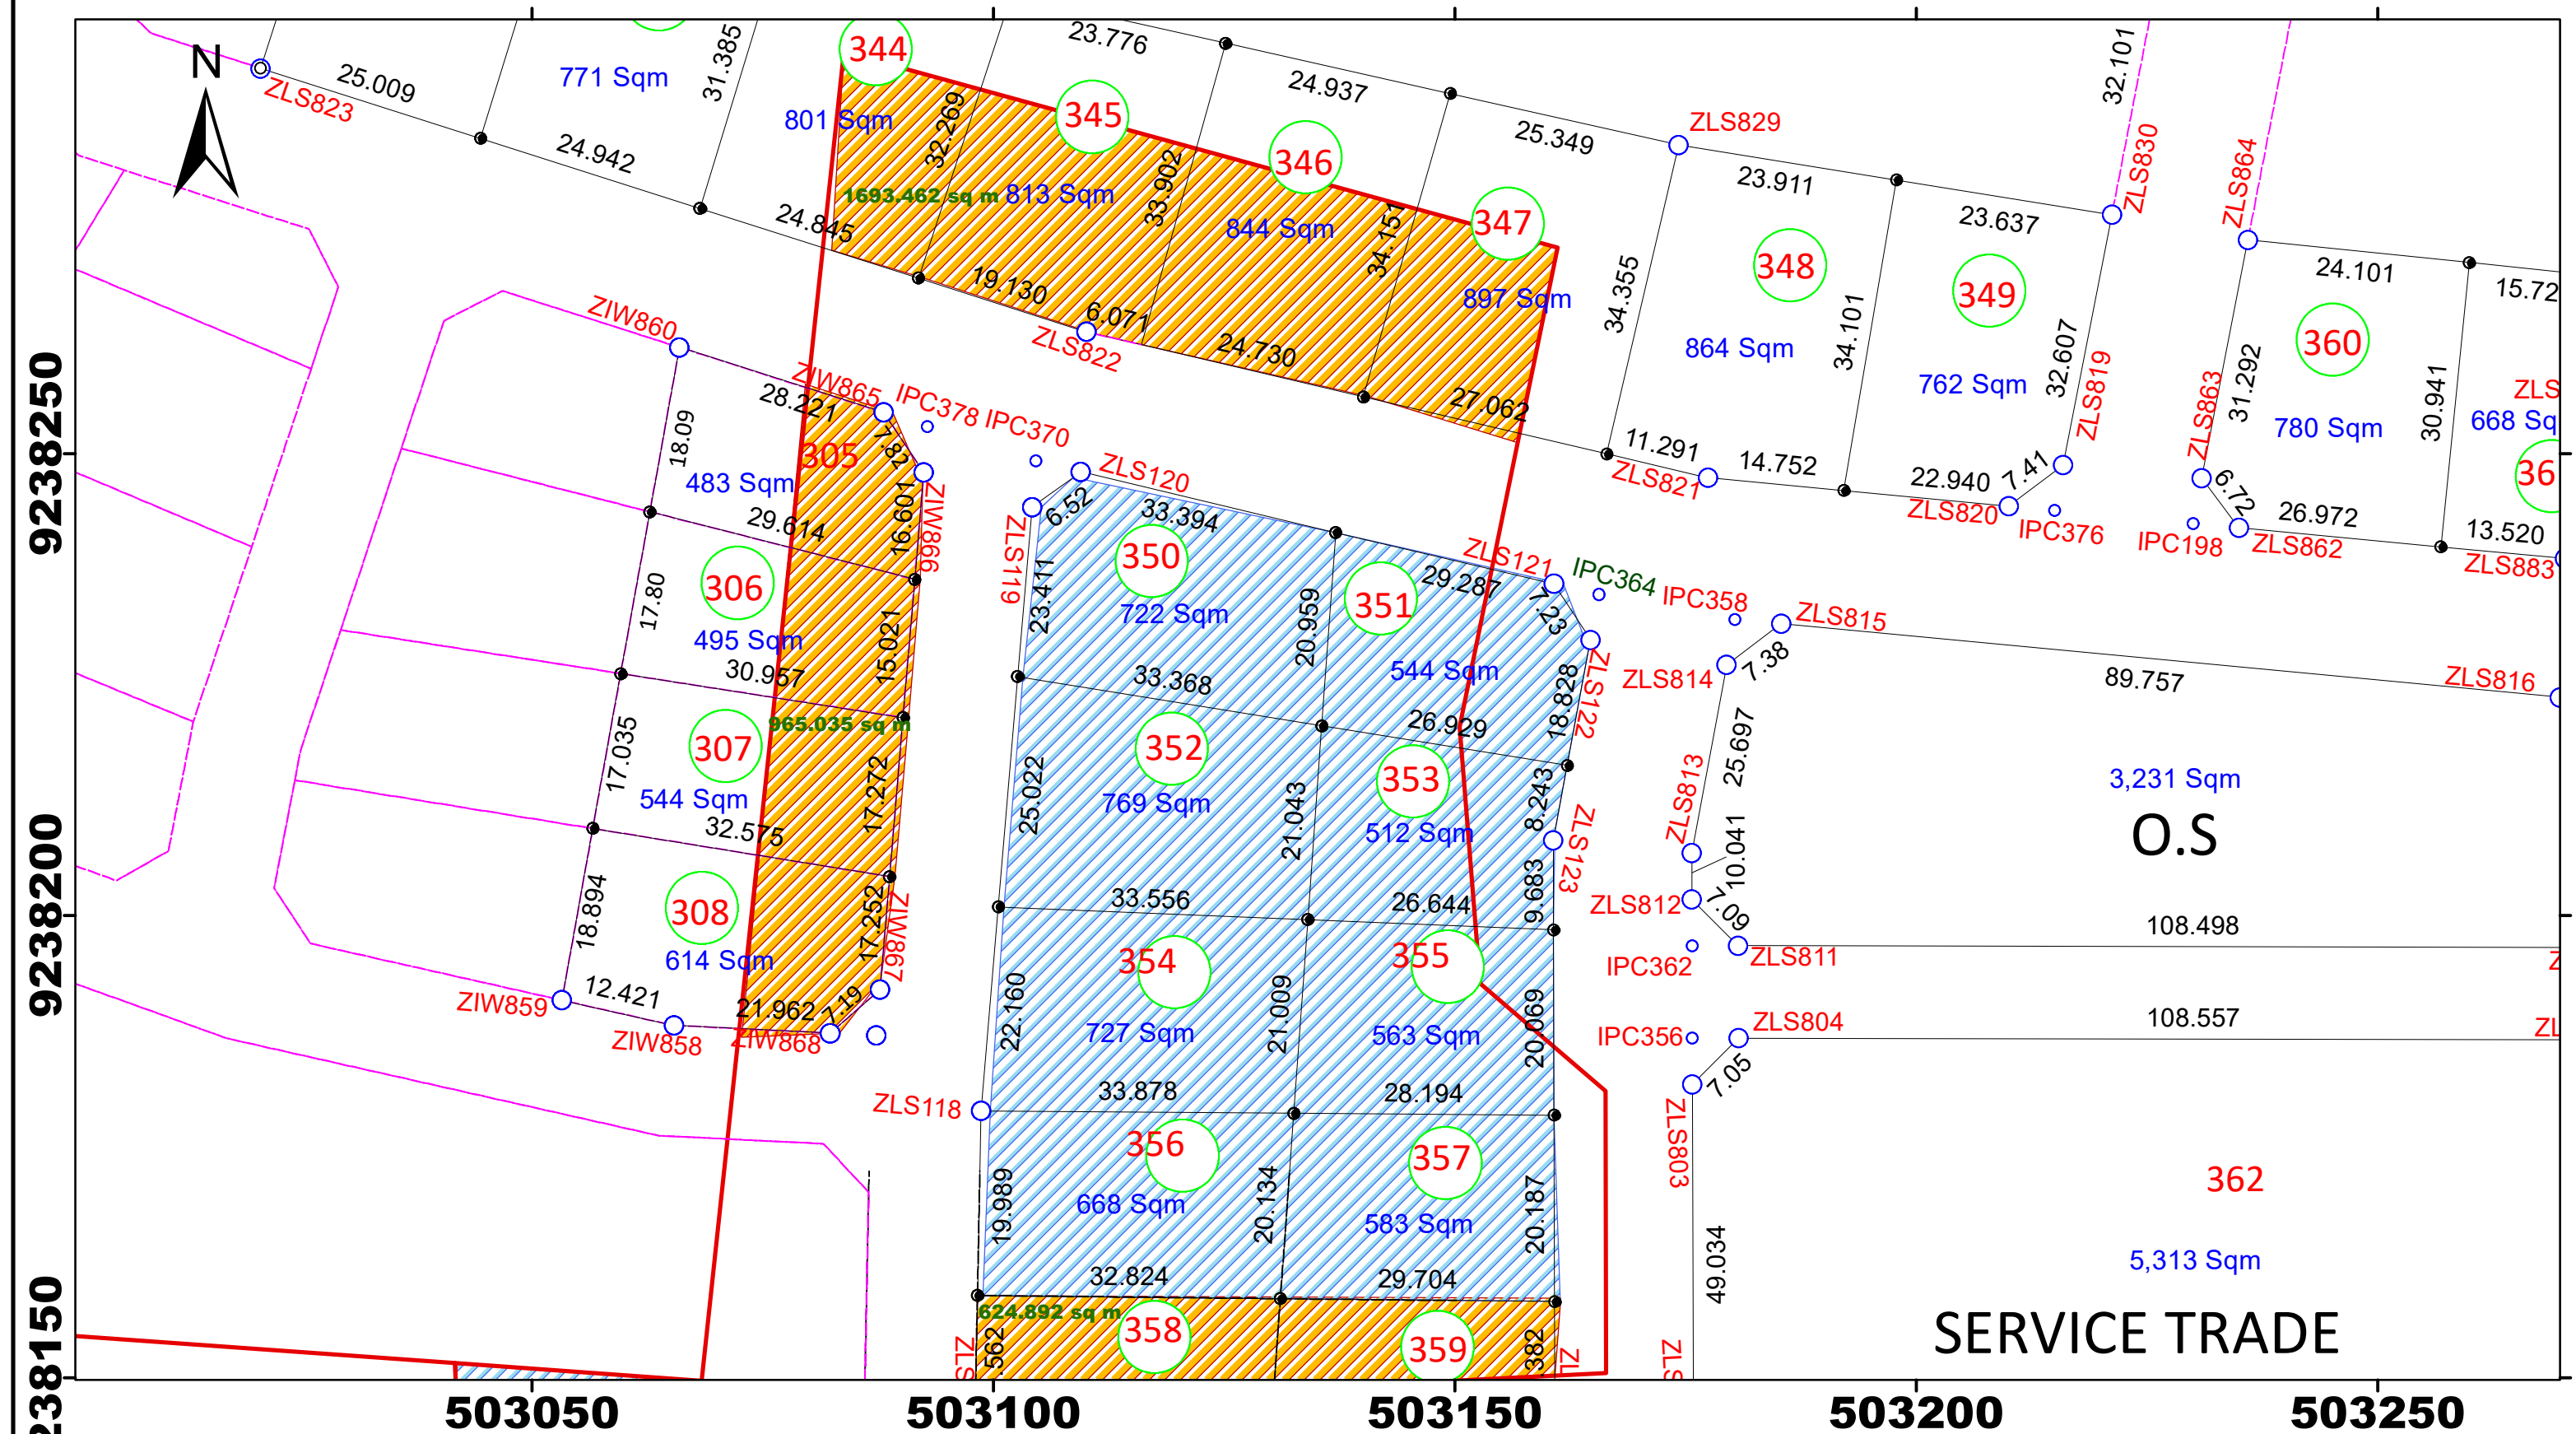 N
344
345
346
347
348
349
360
36
350
351
352
353
354
355
356
357
358
359
305
306
307
308
362
771 Sqm
801 Sqm
813 Sqm
844 Sqm
897 Sqm
864 Sqm
762 Sqm
780 Sqm
668 Sq
483 Sqm
495 Sqm
544 Sqm
614 Sqm
722 Sqm
544 Sqm
769 Sqm
512 Sqm
727 Sqm
563 Sqm
668 Sqm
583 Sqm
3,231 Sqm
O.S
5,313 Sqm
SERVICE TRADE
1693.462 sq m
965.035 sq m
624.892 sq m
25.009
24.942
31.385
24.845
32.269
23.776
24.937
25.349
33.902
34.151
19.130
6.071
24.730
27.062
34.355
23.911
23.637
34.101
32.607
32.101
11.291
14.752
22.940
7.41
24.101
15.72
31.292
30.941
6.72
26.972
13.520
28.221
7.82
18.09
29.614
16.601
17.80
30.957
15.021
17.035
32.575
17.272
18.894
17.252
12.421
21.962
7.19
6.52
33.394
29.287
7.23
23.411
20.959
18.828
33.368
26.929
25.022
21.043
8.243
33.556
26.644
9.683
22.160
21.009
20.069
33.878
28.194
19.989
20.134
20.187
32.824
29.704
562
382
7.38
89.757
25.697
10.041
7.09
108.498
108.557
7.05
49.034
ZLS823
ZLS822
ZLS829
ZLS830
ZLS864
ZLS819
ZLS863
ZLS821
ZLS820
IPC376
IPC198
ZLS862
ZLS883
ZLS
ZIW860
ZIW865
IPC378
IPC370
ZIW866
ZIW867
ZIW859
ZIW858
ZIW868
ZLS120
ZLS119
ZLS121
IPC364
IPC358
ZLS122
ZLS123
ZLS118
ZLS815
ZLS814
ZLS816
ZLS813
ZLS812
IPC362
ZLS811
Z
IPC356
ZLS804
ZL
ZLS803
ZLS
ZL
ZLS
9238250
9238200
238150
503050
503100
503150
503200
503250